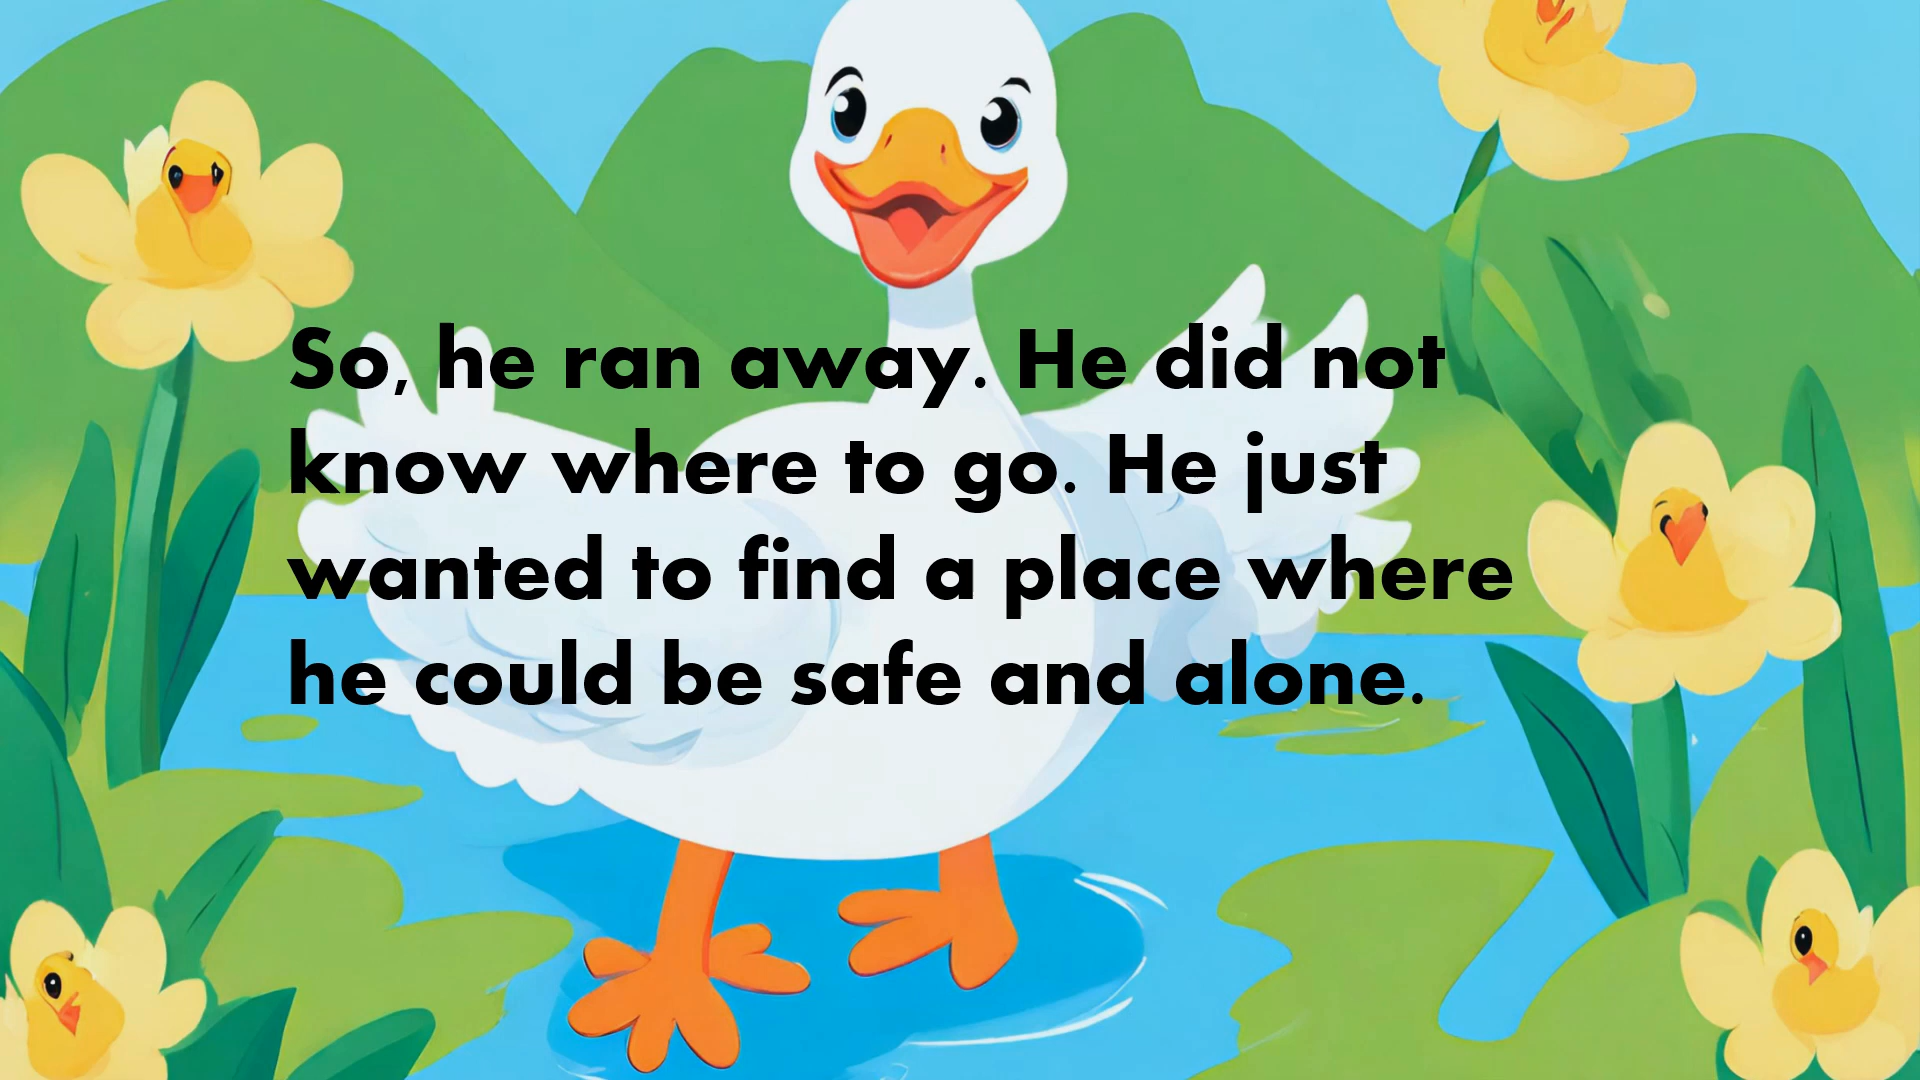 So, he ran away. He did not
know where to go. He just
wanted to find a place where
he could be safe and alone.